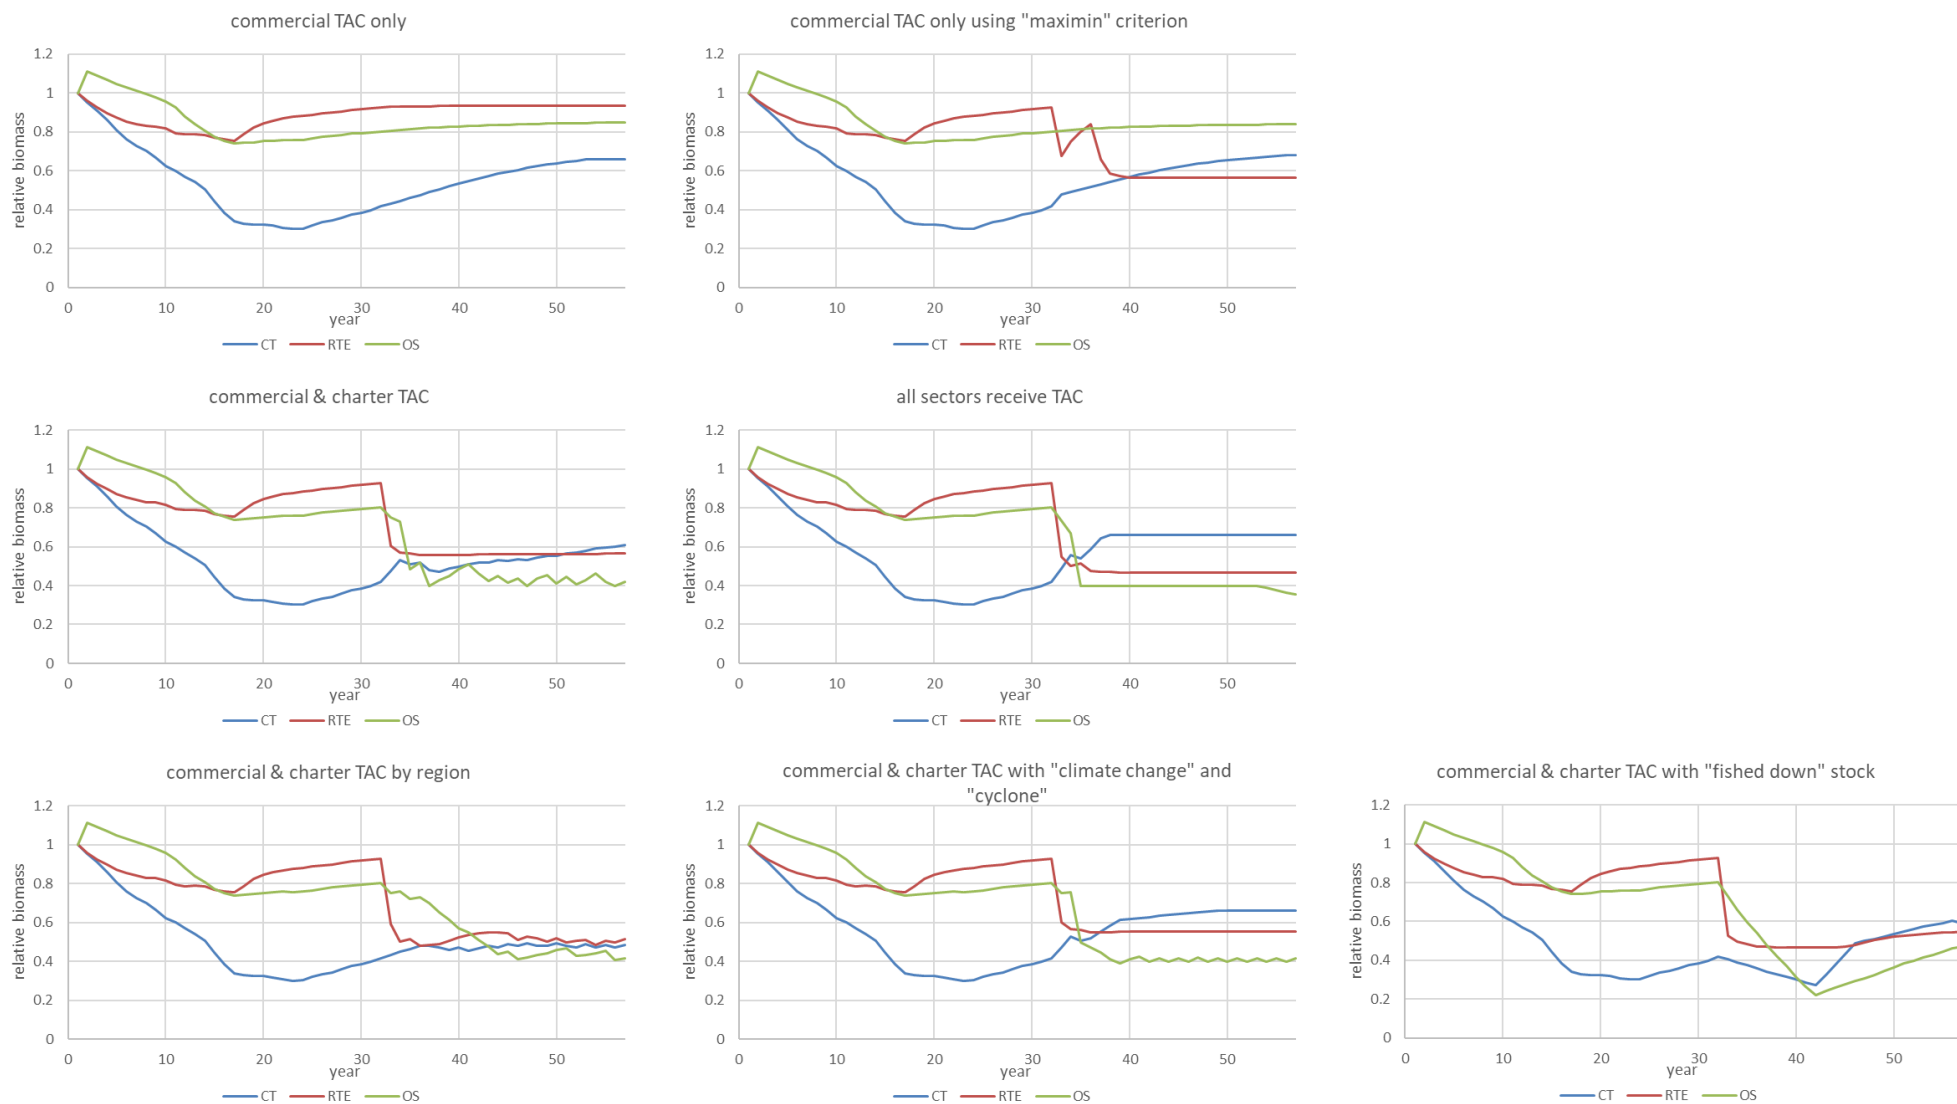 commercial TAC only
1.2
1
0.8
0.6
0.4
0.2
0
relative biomass
0 10 20 30 40 50
year
CT RTE OS
commercial TAC only using "maximin" criterion
1.2
1
0.8
0.6
0.4
0.2
0
relative biomass
0 10 20 30 40 50
year
CT RTE OS
commercial & charter TAC
1.2
1
0.8
0.6
0.4
0.2
0
relative biomass
0 10 20 30 40 50
year
CT RTE OS
all sectors receive TAC
1.2
1
0.8
0.6
0.4
0.2
0
relative biomass
0 10 20 30 40 50
year
CT RTE OS
commercial & charter TAC by region
1.2
1
0.8
0.6
0.4
0.2
0
relative biomass
0 10 20 30 40 50
year
CT RTE OS
commercial & charter TAC with "climate change" and
"cyclone"
1.2
1
0.8
0.6
0.4
0.2
0
relative biomass
0 10 20 30 40 50
year
CT RTE OS
commercial & charter TAC with "fished down" stock
1.2
1
0.8
0.6
0.4
0.2
0
relative biomass
0 10 20 30 40 50
year
CT RTE OS